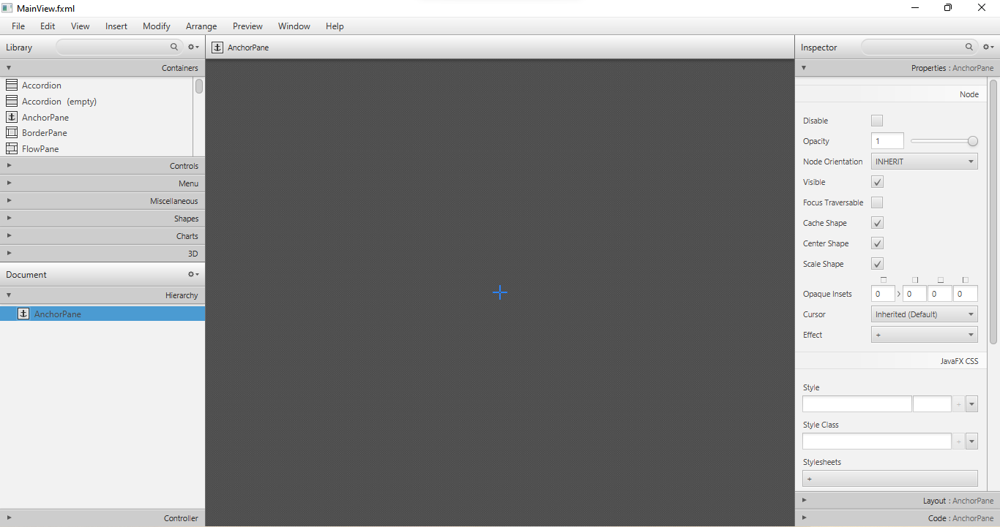 MainView.fxml
File Edit View Insert Modify Arrange Preview Window Help
Library
Containers
Accordion
Accordion (empty)
AnchorPane
BorderPane
FlowPane
Controls
Menu
Miscellaneous
Shapes
Charts
3D
Document
Hierarchy
AnchorPane
Controller
AnchorPane
Inspector
Properties : AnchorPane
Node
Disable
Opacity 1
Node Orientation INHERIT
Visible
Focus Traversable
Cache Shape
Center Shape
Scale Shape
Opaque Insets 0 > 0 0 0
Cursor Inherited (Default)
Effect +
JavaFX CSS
Style
+
Style Class
+
Stylesheets
+
Layout : AnchorPane
Code : AnchorPane